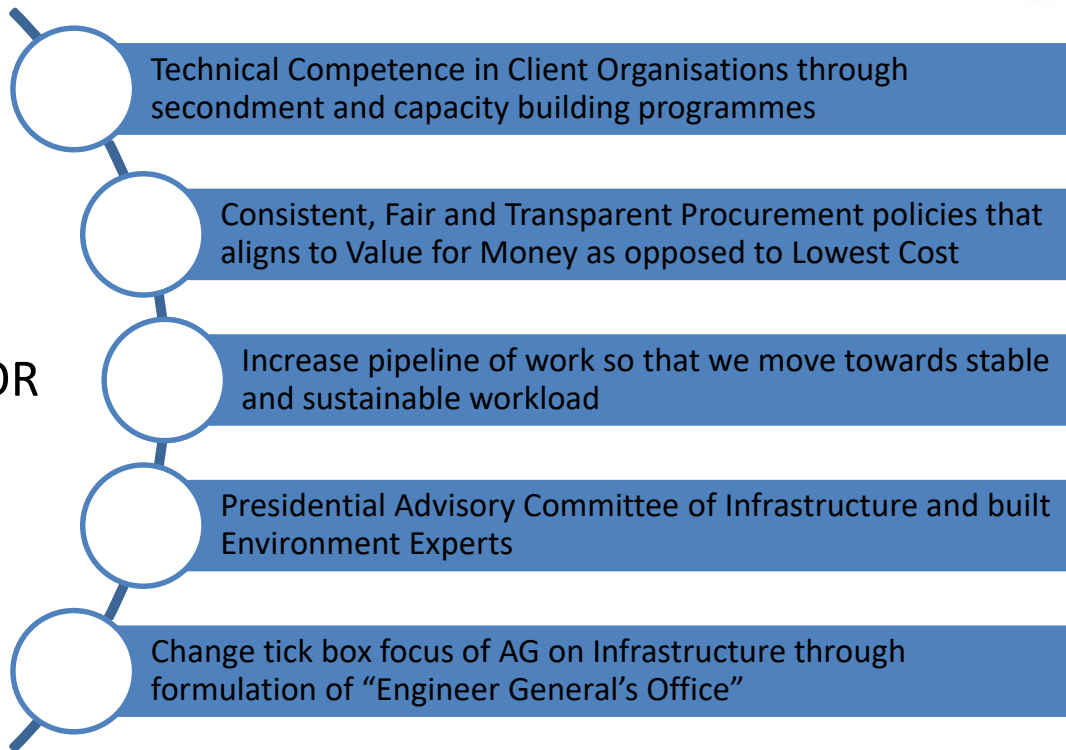 Technical Competence in Client Organisations through
secondment and capacity building programmes
Consistent, Fair and Transparent Procurement policies that
aligns to Value for Money as opposed to Lowest Cost
OR
Increase pipeline of work so that we move towards stable
and sustainable workload
Presidential Advisory Committee of Infrastructure and built
Environment Experts
Change tick box focus of AG on Infrastructure through
formulation of “Engineer General’s Office”